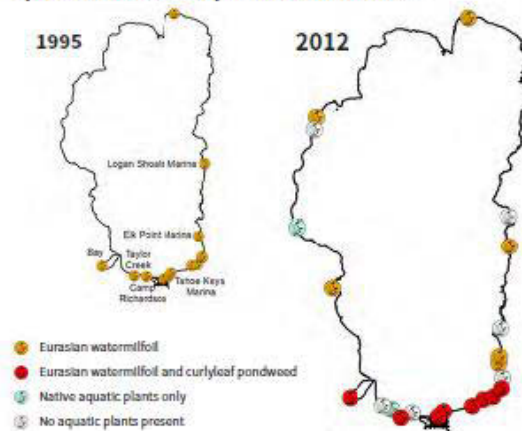 1995
2012
Logan Shoals Marina
Elk Point Marina
Bay
Taylor
Creek
Camp
Richardson
Tahoe Keys
Marina
Eurasian watermilfoil
Eurasian watermilfoil and curlyleaf pondweed
Native aquatic plants only
No aquatic plants present